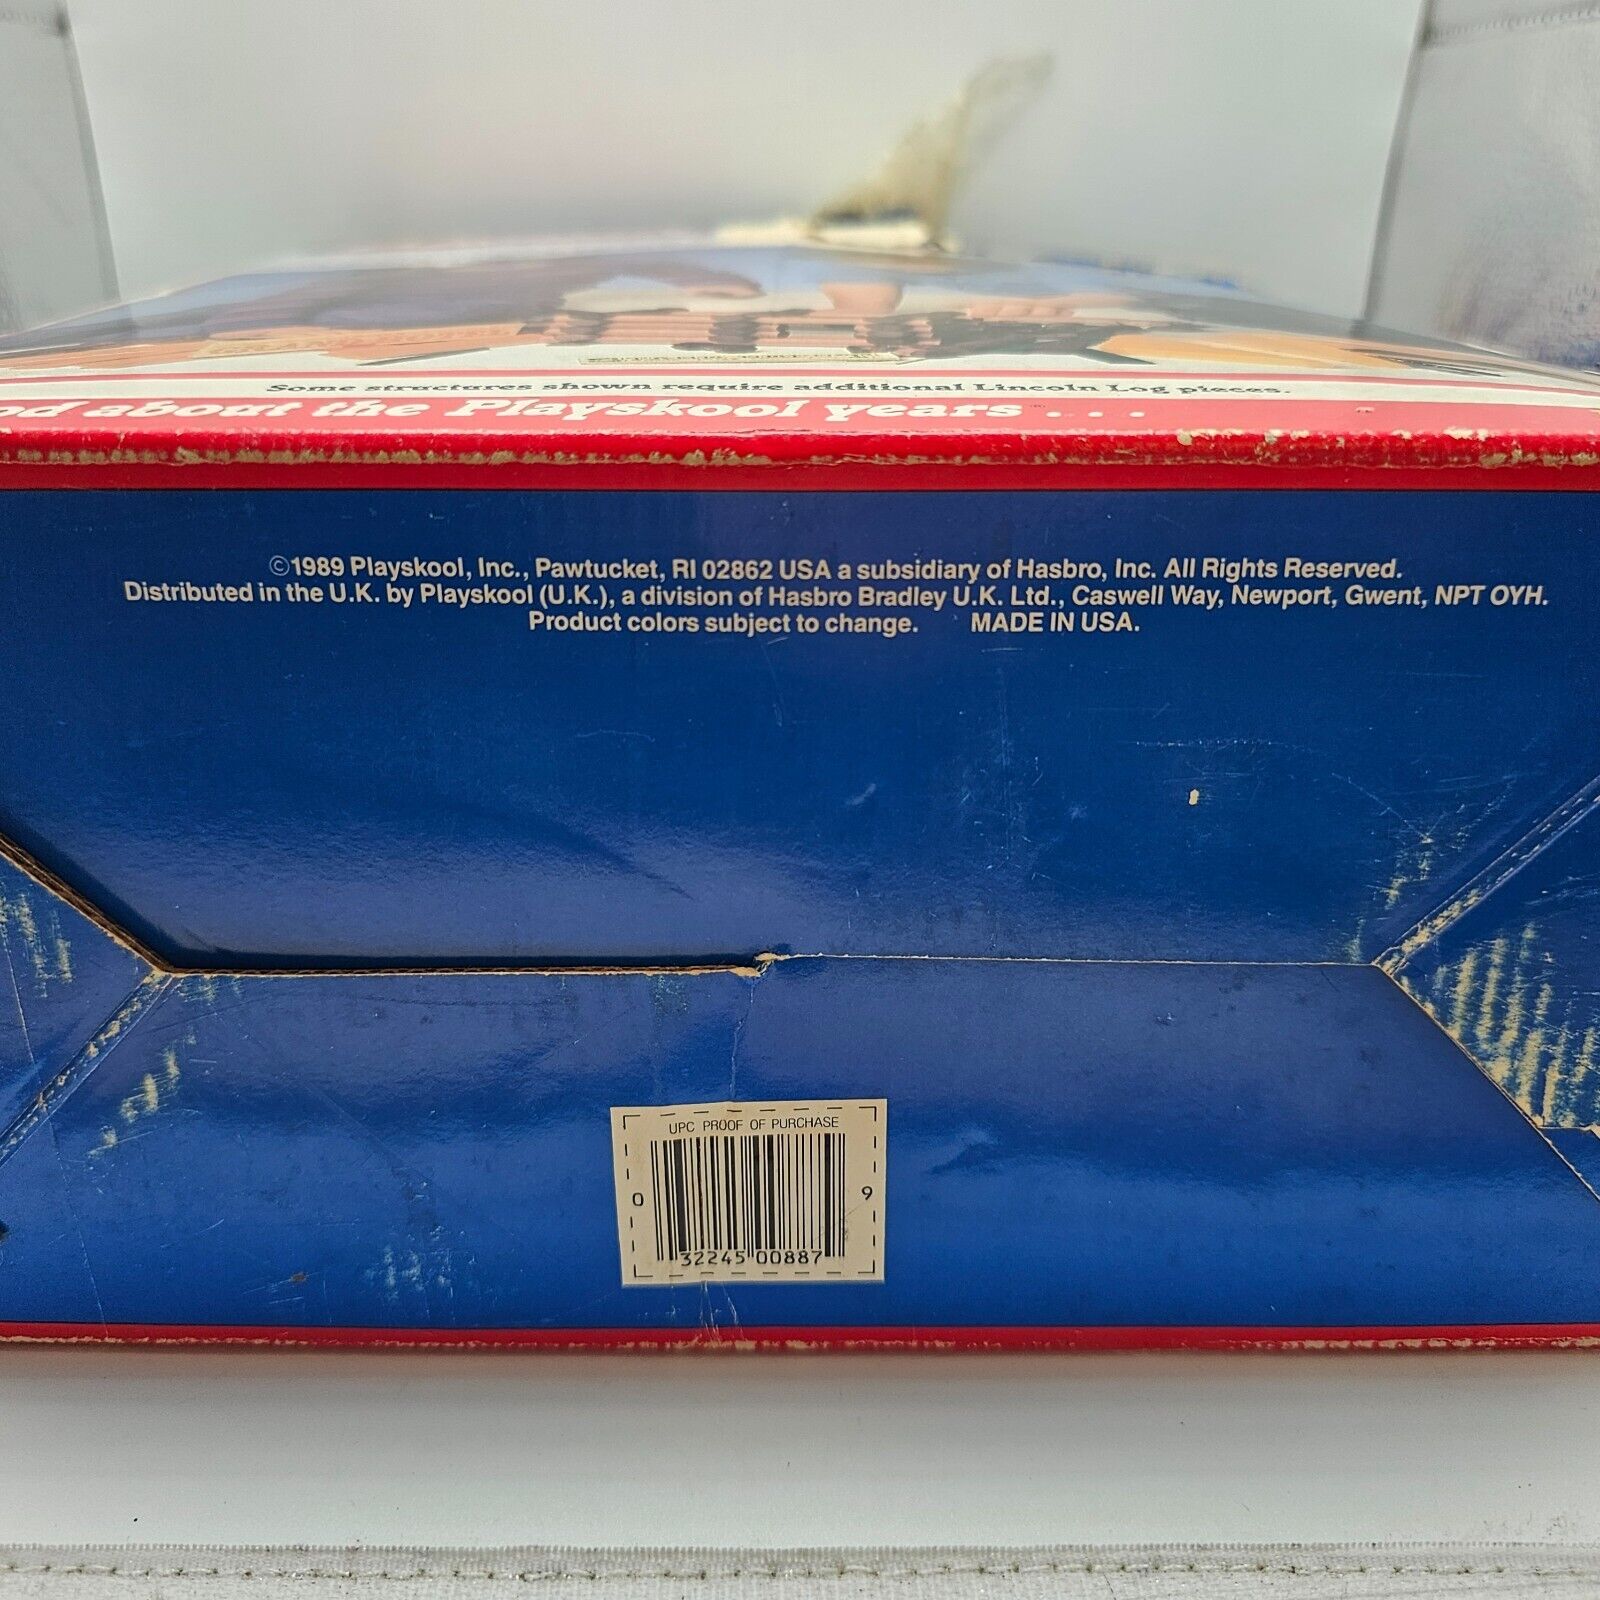 Some structures shown require additional Lincoln Log pieces.
about the Playskool years™...
©1989 Playskool, Inc., Pawtucket, RI 02862 USA a subsidiary of Hasbro, Inc. All Rights Reserved.
Distributed in the U.K. by Playskool (U.K.), a division of Hasbro Bradley U.K. Ltd., Caswell Way, Newport, Gwent, NPT OYH.
Product colors subject to change. MADE IN USA.
UPC PROOF OF PURCHASE
0 32245 00887 9